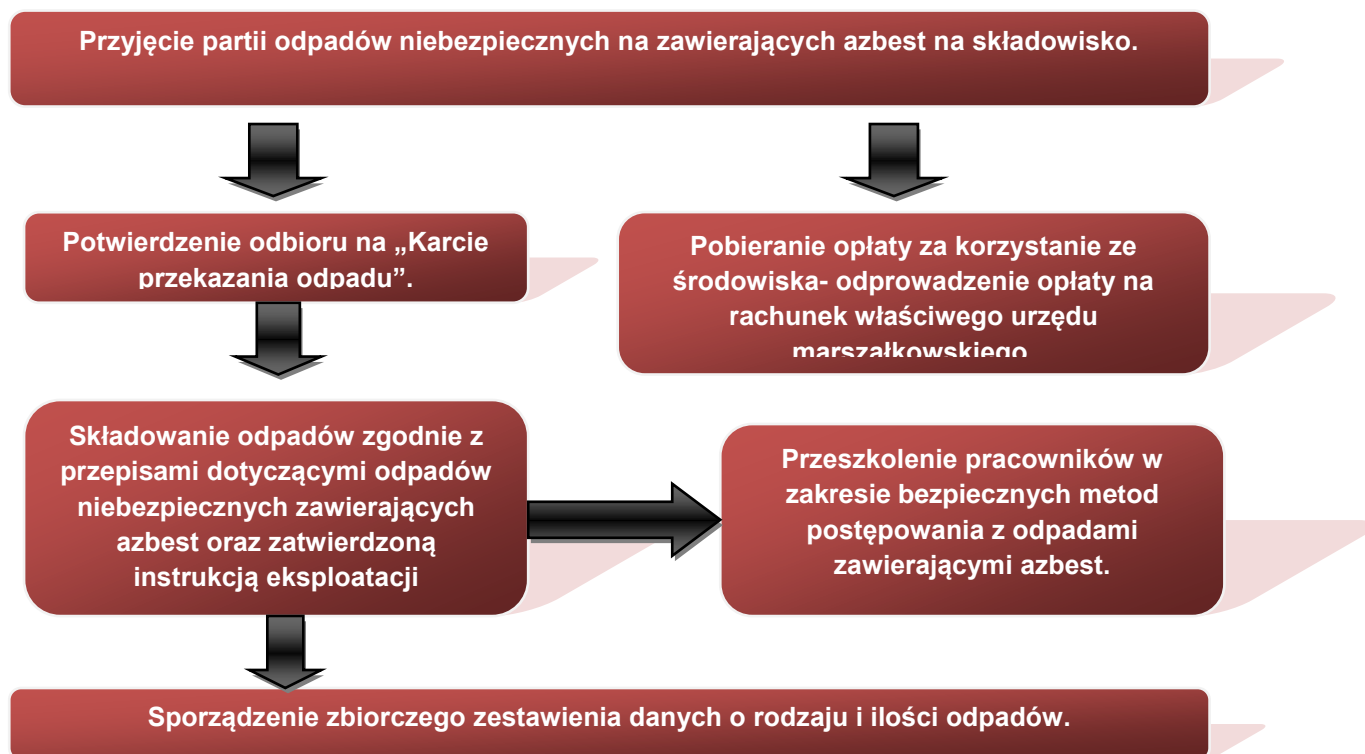 Przyjęcie partii odpadów niebezpiecznych na zawierających azbest na składowisko.
Potwierdzenie odbioru na „Karcie
przekazania odpadu”.
Pobieranie opłaty za korzystanie ze
środowiska- odprowadzenie opłaty na
rachunek właściwego urzędu
marszałkowskiego
Składowanie odpadów zgodnie z
przepisami dotyczącymi odpadów
niebezpiecznych zawierających
azbest oraz zatwierdzoną
instrukcją eksploatacji
Przeszkolenie pracowników w
zakresie bezpiecznych metod
postępowania z odpadami
zawierającymi azbest.
Sporządzenie zbiorczego zestawienia danych o rodzaju i ilości odpadów.